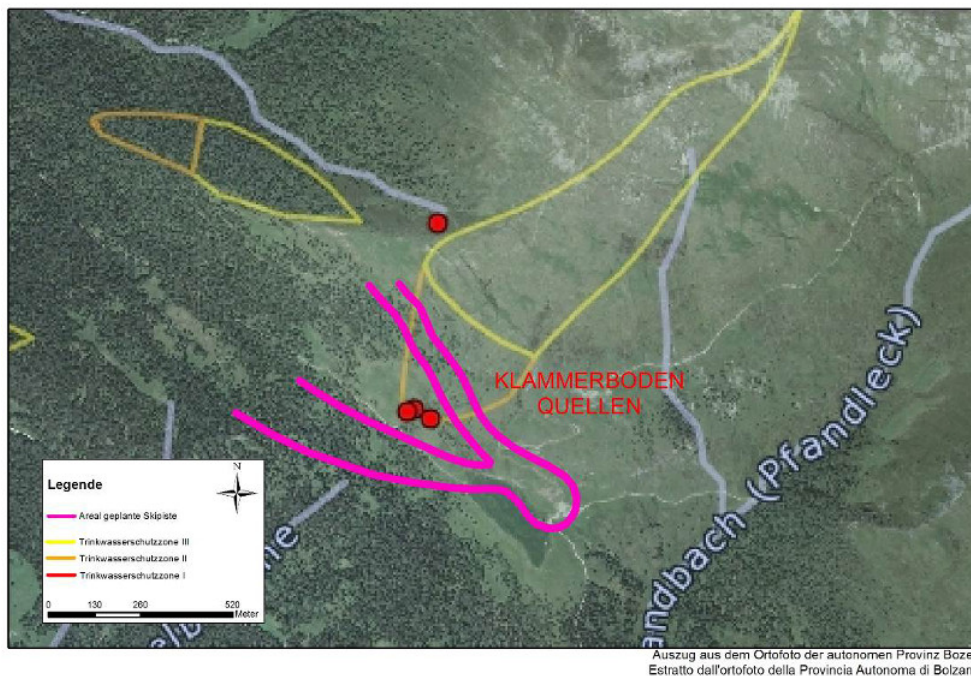 KLAMMERBODEN
QUELLEN
andbach (Pfandleck)
Legende
N
Areal geplante Skipiste
Trinkwasserschutzzone III
Trinkwasserschutzzone II
Trinkwasserschutzzone I
0 130 260 520
Meter
Auszug aus dem Ortofoto der autonomen Provinz Boze
Estratto dall'ortofoto della Provincia Autonoma di Bolzan